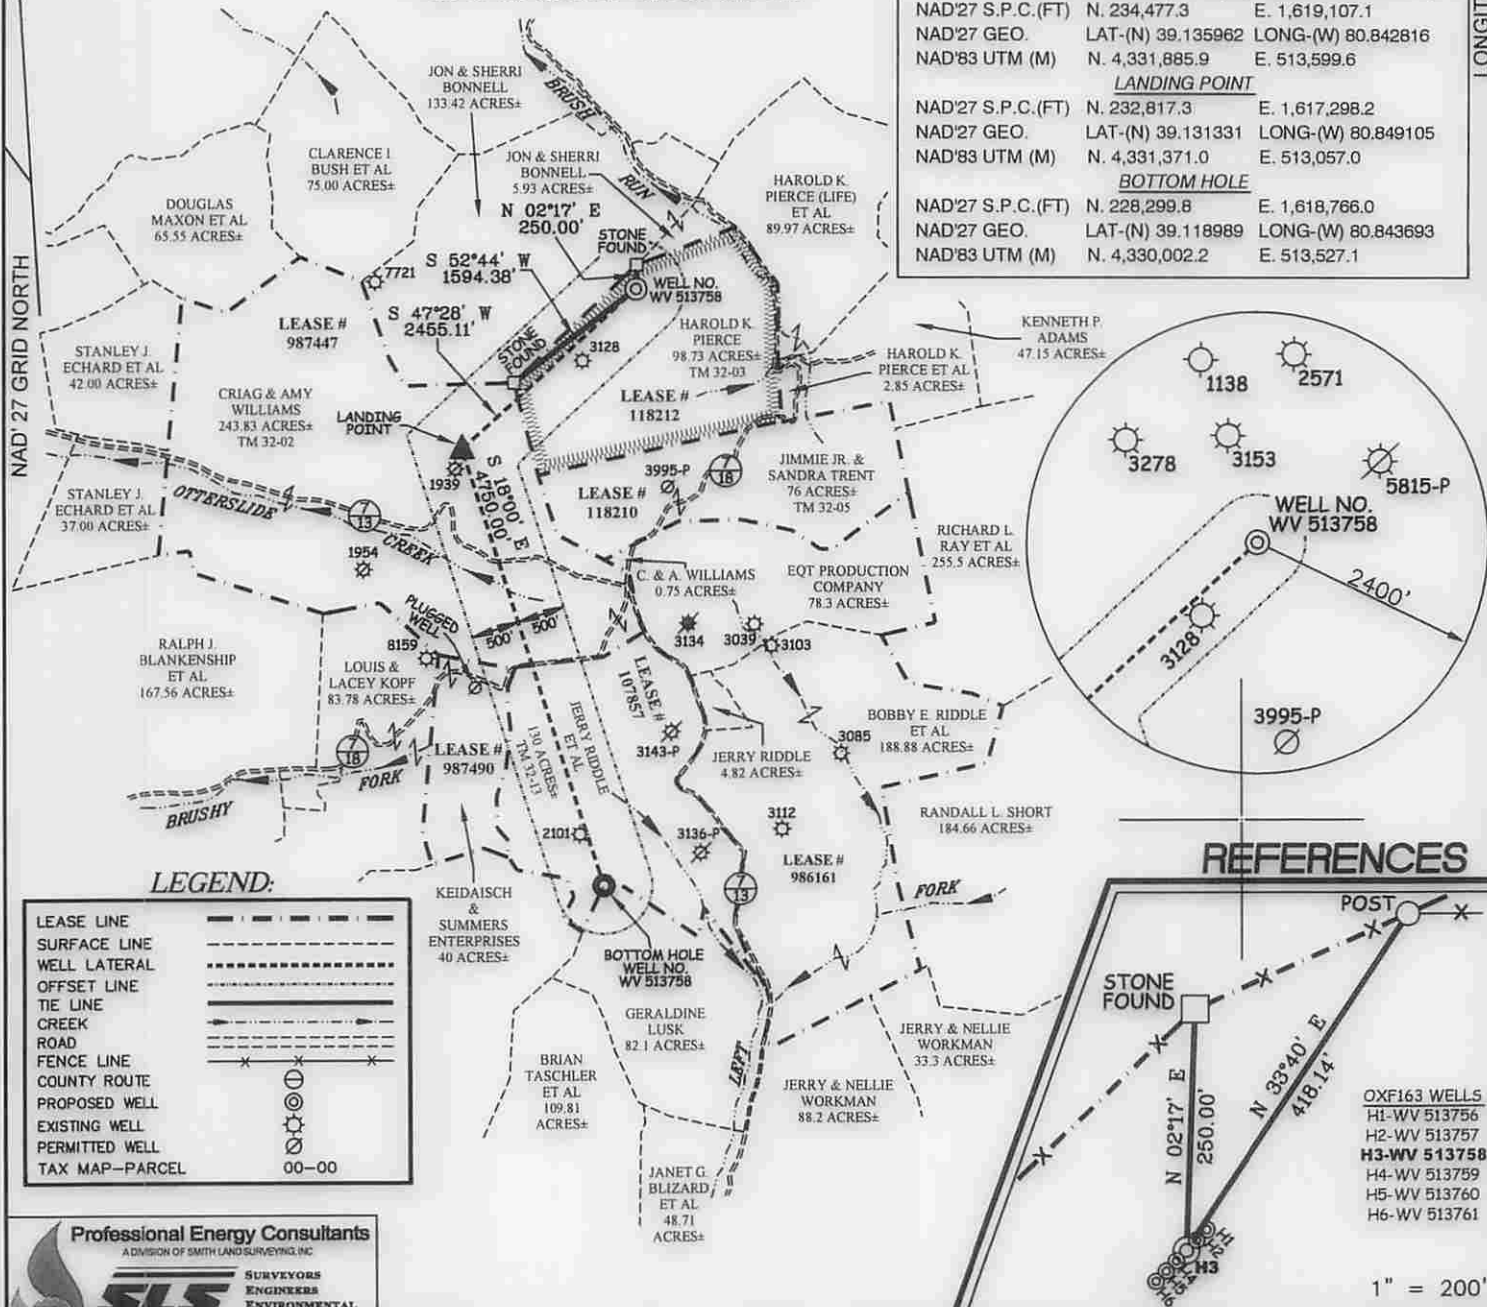 NAD'27 S.P.C.(FT) N. 234,477.3 E. 1,619,107.1
NAD'27 GEO. LAT-(N) 39.135962 LONG-(W) 80.842816
NAD'83 UTM (M) N. 4,331,885.9 E. 513,599.6
LANDING POINT
NAD'27 S.P.C.(FT) N. 232,817.3 E. 1,617,298.2
NAD'27 GEO. LAT-(N) 39.131331 LONG-(W) 80.849105
NAD'83 UTM (M) N. 4,331,371.0 E. 513,057.0
BOTTOM HOLE
NAD'27 S.P.C.(FT) N. 228,299.8 E. 1,618,766.0
NAD'27 GEO. LAT-(N) 39.118989 LONG-(W) 80.843693
NAD'83 UTM (M) N. 4,330,002.2 E. 513,527.1
NAD'27 GRID NORTH
JON & SHERRI
BONNELL
133.42 ACRES±
BRUSH
RUN
CLARENCE I.
BUSH ET AL
75.00 ACRES±
JON & SHERRI
BONNELL
5.93 ACRES±
HAROLD K.
PIERCE (LIFE)
ET AL
89.97 ACRES±
DOUGLAS
MAXON ET AL
65.55 ACRES±
N 02°17' E
250.00'
STONE
FOUND
S 52°44' W
1594.38'
7721
WELL NO.
WV 513758
S 47°28' W
2455.11'
LEASE #
987447
STONE
FOUND
3128
HAROLD K.
PIERCE
98.73 ACRES±
TM 32-03
KENNETH P.
ADAMS
47.15 ACRES±
STANLEY J.
ECHARD ET AL
42.00 ACRES±
HAROLD K.
PIERCE ET AL
2.85 ACRES±
CRIAG & AMY
WILLIAMS
243.83 ACRES±
TM 32-02
LEASE #
118212
LANDING
POINT
1939
S 18°00' E
4750.00'
3995-P
7
18
JIMMIE JR. &
SANDRA TRENT
76 ACRES±
TM 32-05
LEASE #
118210
STANLEY J.
ECHARD ET AL
37.00 ACRES±
OTTERSLIDE
CREEK
7
13
1954
RICHARD L.
RAY ET AL
255.5 ACRES±
C. & A. WILLIAMS
0.75 ACRES±
EQT PRODUCTION
COMPANY
78.3 ACRES±
PLUGGED
WELL
500'
500'
3134
3039
3103
8159
RALPH J.
BLANKENSHIP
ET AL
167.56 ACRES±
LOUIS &
LACEY KOPF
83.78 ACRES±
LEASE #
107857
JERRY RIDDLE
ET AL
130 ACRES±
TM 32-13
3143-P
JERRY RIDDLE
4.82 ACRES±
BOBBY E. RIDDLE
ET AL
188.88 ACRES±
3085
7
18
LEASE #
987490
BRUSHY
FORK
2101
3136-P
3112
RANDALL L. SHORT
184.66 ACRES±
LEASE #
986161
7
13
FORK
KEIDAISCH
&
SUMMERS
ENTERPRISES
40 ACRES±
BOTTOM HOLE
WELL NO.
WV 513758
GERALDINE
LUSK
82.1 ACRES±
LEFT
BRIAN
TASCHLER
ET AL
109.81
ACRES±
JERRY & NELLIE
WORKMAN
33.3 ACRES±
JERRY & NELLIE
WORKMAN
88.2 ACRES±
JANET G.
BLIZARD
ET AL
48.71
ACRES±
1138
2571
3278
3153
5815-P
WELL NO.
WV 513758
2400'
3128
3995-P
LEGEND:
LEASE LINE
SURFACE LINE
WELL LATERAL
OFFSET LINE
TIE LINE
CREEK
ROAD
FENCE LINE
COUNTY ROUTE
PROPOSED WELL
EXISTING WELL
PERMITTED WELL
TAX MAP-PARCEL 00-00
REFERENCES
POST
STONE
FOUND
N 02°17' E
250.00'
N 33°40' E
418.14'
H1
H2
H3
H4
H5
H6
OXF163 WELLS
H1-WV 513756
H2-WV 513757
H3-WV 513758
H4-WV 513759
H5-WV 513760
H6-WV 513761
1" = 200'
Professional Energy Consultants
A DIVISION OF SMITH LAND SURVEYING, INC
SLS
SURVEYORS
ENGINEERS
ENVIRONMENTAL